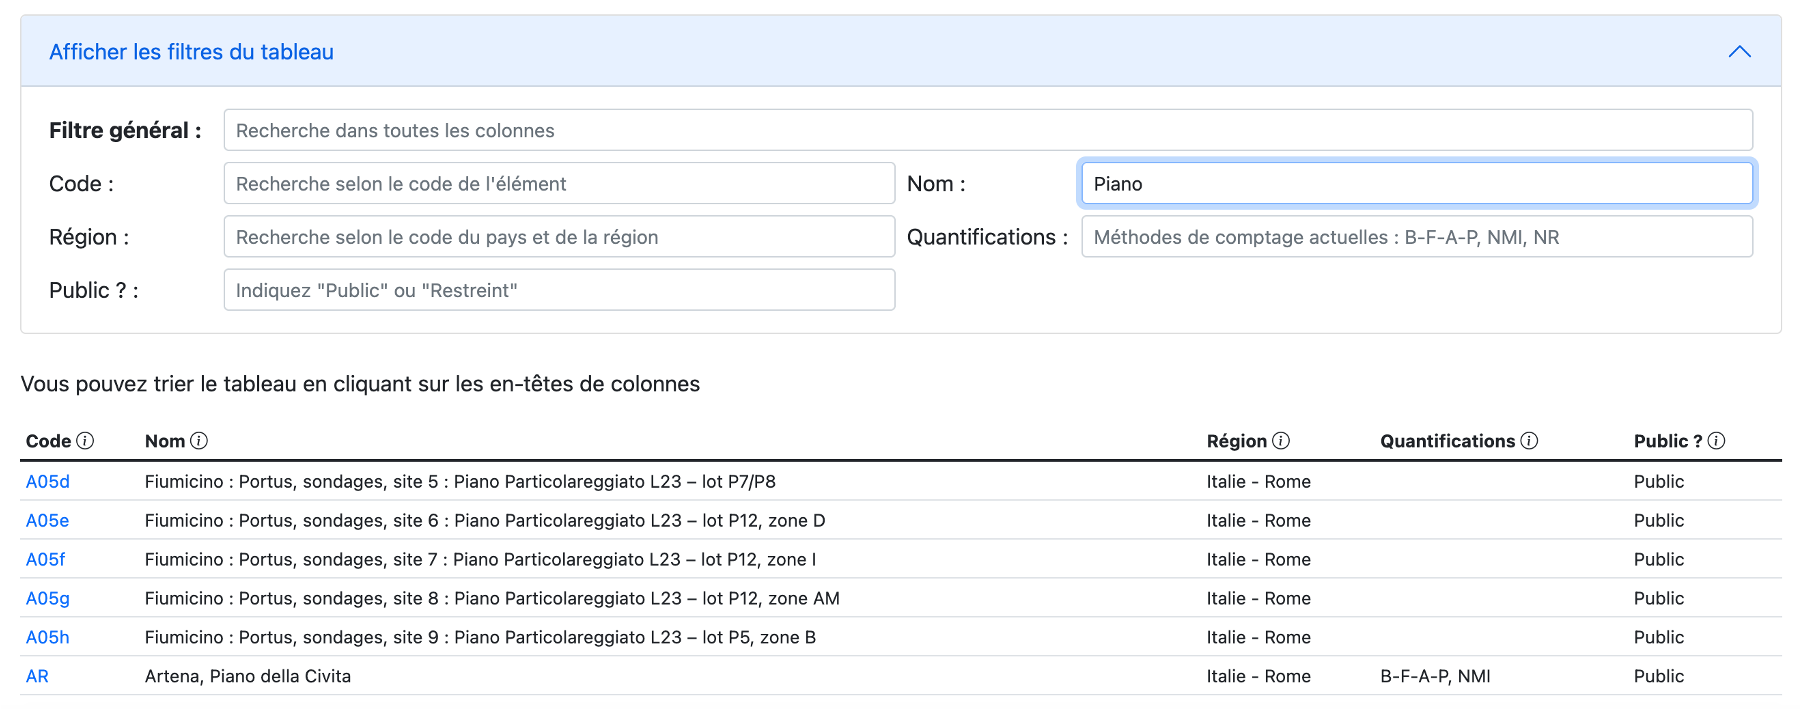 Afficher les filtres du tableau
Filtre général : Recherche dans toutes les colonnes
Code : Recherche selon le code de l'élément Nom : Piano
Région : Recherche selon le code du pays et de la région Quantifications : Méthodes de comptage actuelles : B-F-A-P, NMI, NR
Public ? : Indiquez "Public" ou "Restreint"
Vous pouvez trier le tableau en cliquant sur les en-têtes de colonnes
Code Nom Région Quantifications Public ?
A05d Fiumicino : Portus, sondages, site 5 : Piano Particolareggiato L23 – lot P7/P8 Italie - Rome Public
A05e Fiumicino : Portus, sondages, site 6 : Piano Particolareggiato L23 – lot P12, zone D Italie - Rome Public
A05f Fiumicino : Portus, sondages, site 7 : Piano Particolareggiato L23 – lot P12, zone I Italie - Rome Public
A05g Fiumicino : Portus, sondages, site 8 : Piano Particolareggiato L23 – lot P12, zone AM Italie - Rome Public
A05h Fiumicino : Portus, sondages, site 9 : Piano Particolareggiato L23 – lot P5, zone B Italie - Rome Public
AR Artena, Piano della Civita Italie - Rome B-F-A-P, NMI Public